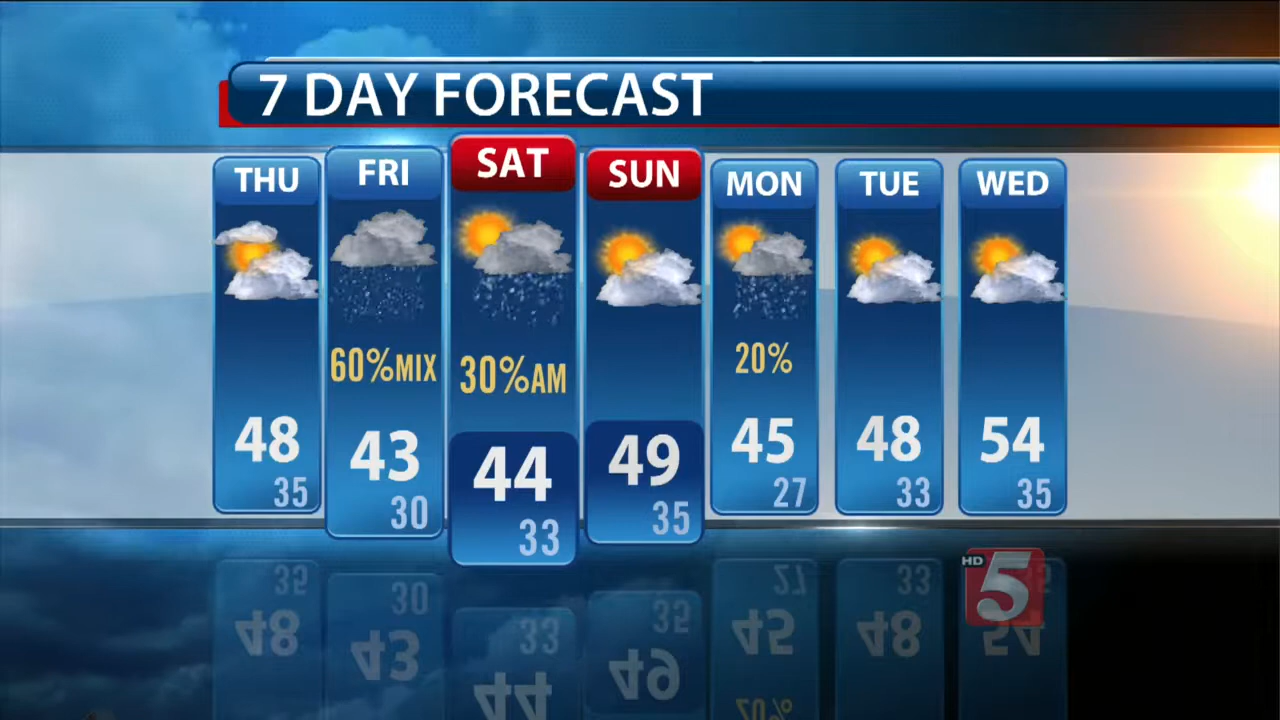 7 DAY FORECAST
THU FRI SAT SUN MON TUE WED
60%MIX 30%AM 20%
48 43 44 49 45 48 54
35 30 33 35 27 33 35
HD 5